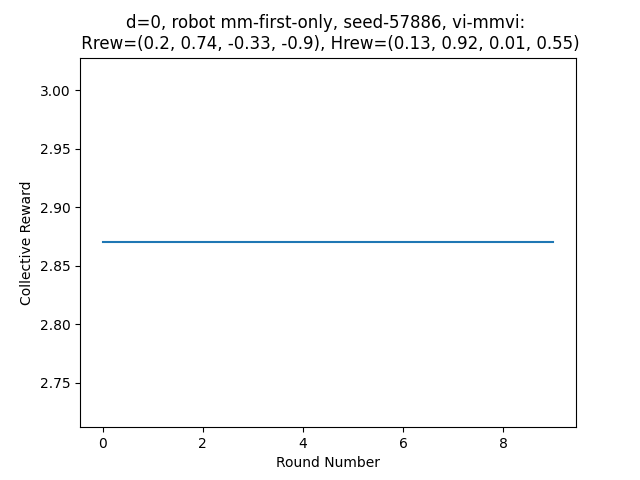 d=0, robot mm-first-only, seed-57886, vi-mmvi:
Rrew=(0.2, 0.74, -0.33, -0.9), Hrew=(0.13, 0.92, 0.01, 0.55)
3.00
2.95
2.90
2.85
2.80
2.75
Collective Reward
0 2 4 6 8
Round Number